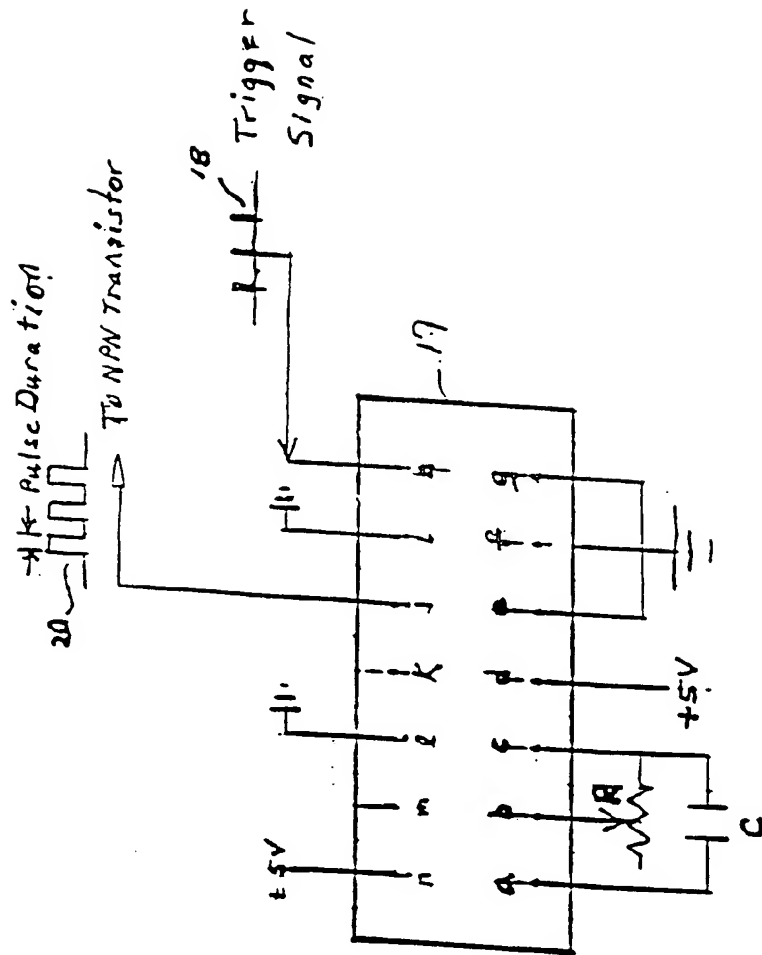 20
Pulse Duration
To NPN Transistor
18
Trigger
Signal
17
+5V
n
m
l
K
J
i
h
a
b
c
d
e
f
g
R
C
+5V